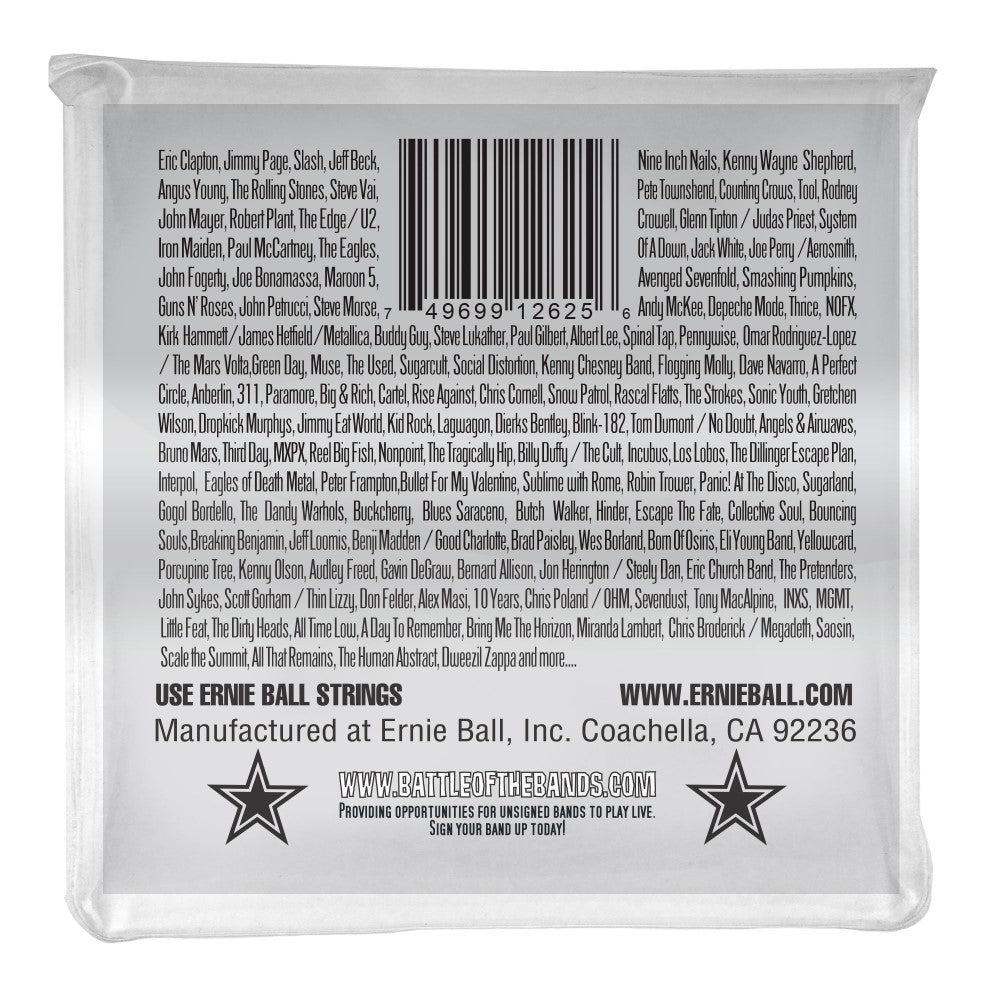 Eric Clapton, Jimmy Page, Slash, Jeff Beck,
Angus Young, The Rolling Stones, Steve Vai,
John Mayer, Robert Plant, The Edge / U2,
Iron Maiden, Paul McCartney, The Eagles,
John Fogerty, Joe Bonamassa, Maroon 5,
Guns N' Roses, John Petrucci, Steve Morse,
7 49699 12625 6
Nine Inch Nails, Kenny Wayne Shepherd,
Pete Townshend, Counting Crows, Tool, Rodney
Crowell, Glenn Tipton / Judas Priest, System
Of A Down, Jack White, Joe Perry / Aerosmith,
Avenged Sevenfold, Smashing Pumpkins,
Andy McKee, Depeche Mode, Thrice, NOFX,
Kirk Hammett / James Hetfield / Metallica, Buddy Guy, Steve Lukather, Paul Gilbert, Albert Lee, Spinal Tap, Pennywise, Omar Rodriguez-Lopez
/ The Mars Volta,Green Day, Muse, The Used, Sugarcult, Social Distortion, Kenny Chesney Band, Flogging Molly, Dave Navarro, A Perfect
Circle, Anberlin, 311, Paramore, Big & Rich, Cartel, Rise Against, Chris Cornell, Snow Patrol, Rascal Flatts, The Strokes, Sonic Youth, Gretchen
Wilson, Dropkick Murphys, Jimmy Eat World, Kid Rock, Lagwagon, Dierks Bentley, Blink-182, Tom Dumont / No Doubt, Angels & Airwaves,
Bruno Mars, Third Day, MXPX, Reel Big Fish, Nonpoint, The Tragically Hip, Billy Duffy / The Cult, Incubus, Los Lobos, The Dillinger Escape Plan,
Interpol, Eagles of Death Metal, Peter Frampton,Bullet For My Valentine, Sublime with Rome, Robin Trower, Panic! At The Disco, Sugarland,
Gogol Bordello, The Dandy Warhols, Buckcherry, Blues Saraceno, Butch Walker, Hinder, Escape The Fate, Collective Soul, Bouncing
Souls,Breaking Benjamin, Jeff Loomis, Benji Madden / Good Charlotte, Brad Paisley, Wes Borland, Born Of Osiris, Eli Young Band, Yellowcard,
Porcupine Tree, Kenny Olson, Audley Freed, Gavin DeGraw, Bernard Allison, Jon Herington / Steely Dan, Eric Church Band, The Pretenders,
John Sykes, Scott Gorham / Thin Lizzy, Don Felder, Alex Masi, 10 Years, Chris Poland / OHM, Sevendust, Tony MacAlpine, INXS, MGMT,
Little Feat, The Dirty Heads, All Time Low, A Day To Remember, Bring Me The Horizon, Miranda Lambert, Chris Broderick / Megadeth, Saosin,
Scale the Summit, All That Remains, The Human Abstract, Dweezil Zappa and more....
USE ERNIE BALL STRINGS WWW.ERNIEBALL.COM
Manufactured at Ernie Ball, Inc. Coachella, CA 92236
WWW.BATTLEOFTHEBANDS.COM
PROVIDING OPPORTUNITIES FOR UNSIGNED BANDS TO PLAY LIVE.
SIGN YOUR BAND UP TODAY!